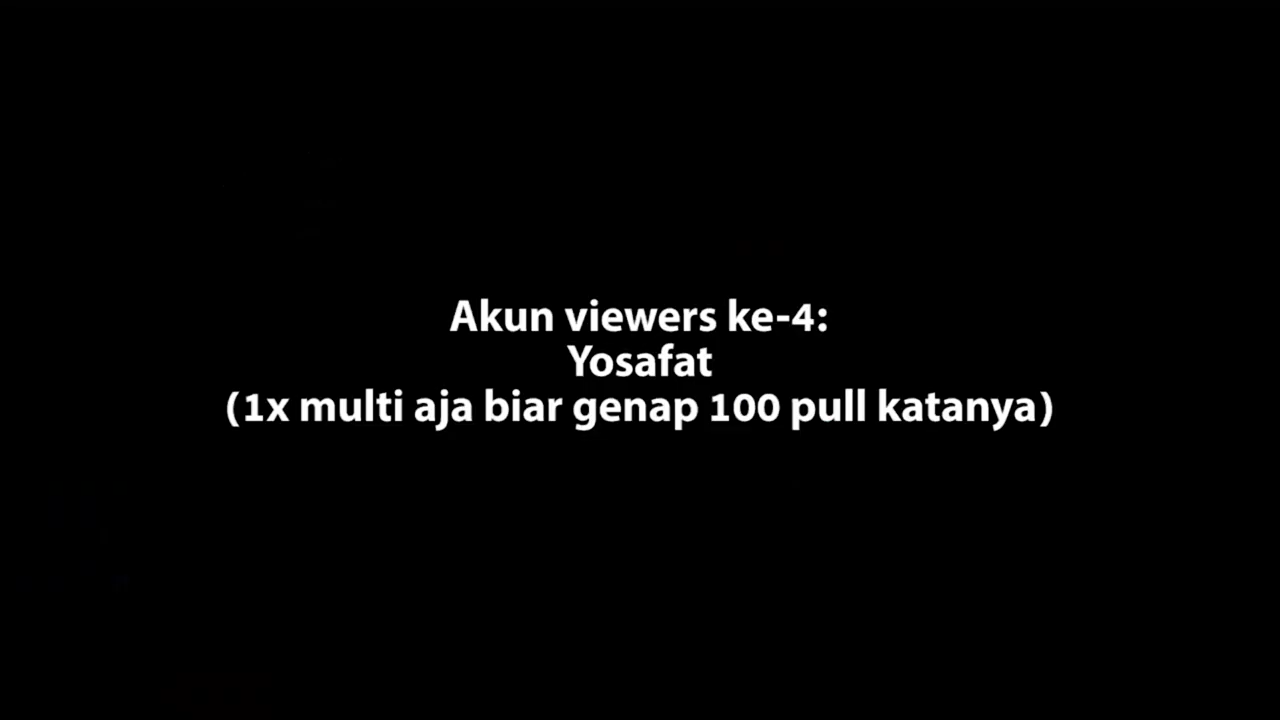 Akun viewers ke-4:
Yosafat
(1x multi aja biar genap 100 pull katanya)